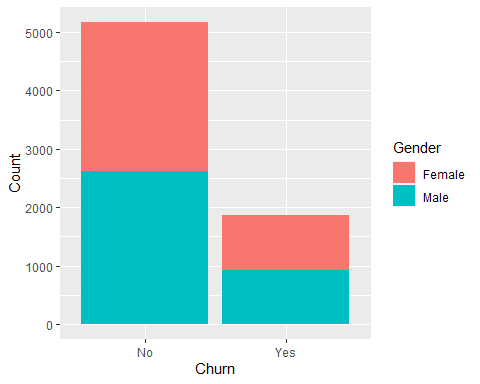 5000
4000
3000
2000
1000
0
Count
No
Yes
Churn
Gender
Female
Male